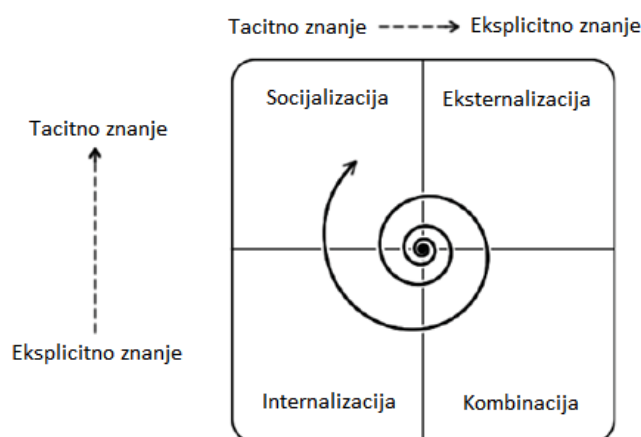 Tacitno znanje Eksplicitno znanje
Socijalizacija Eksternalizacija
Tacitno znanje
Eksplicitno znanje
Internalizacija Kombinacija